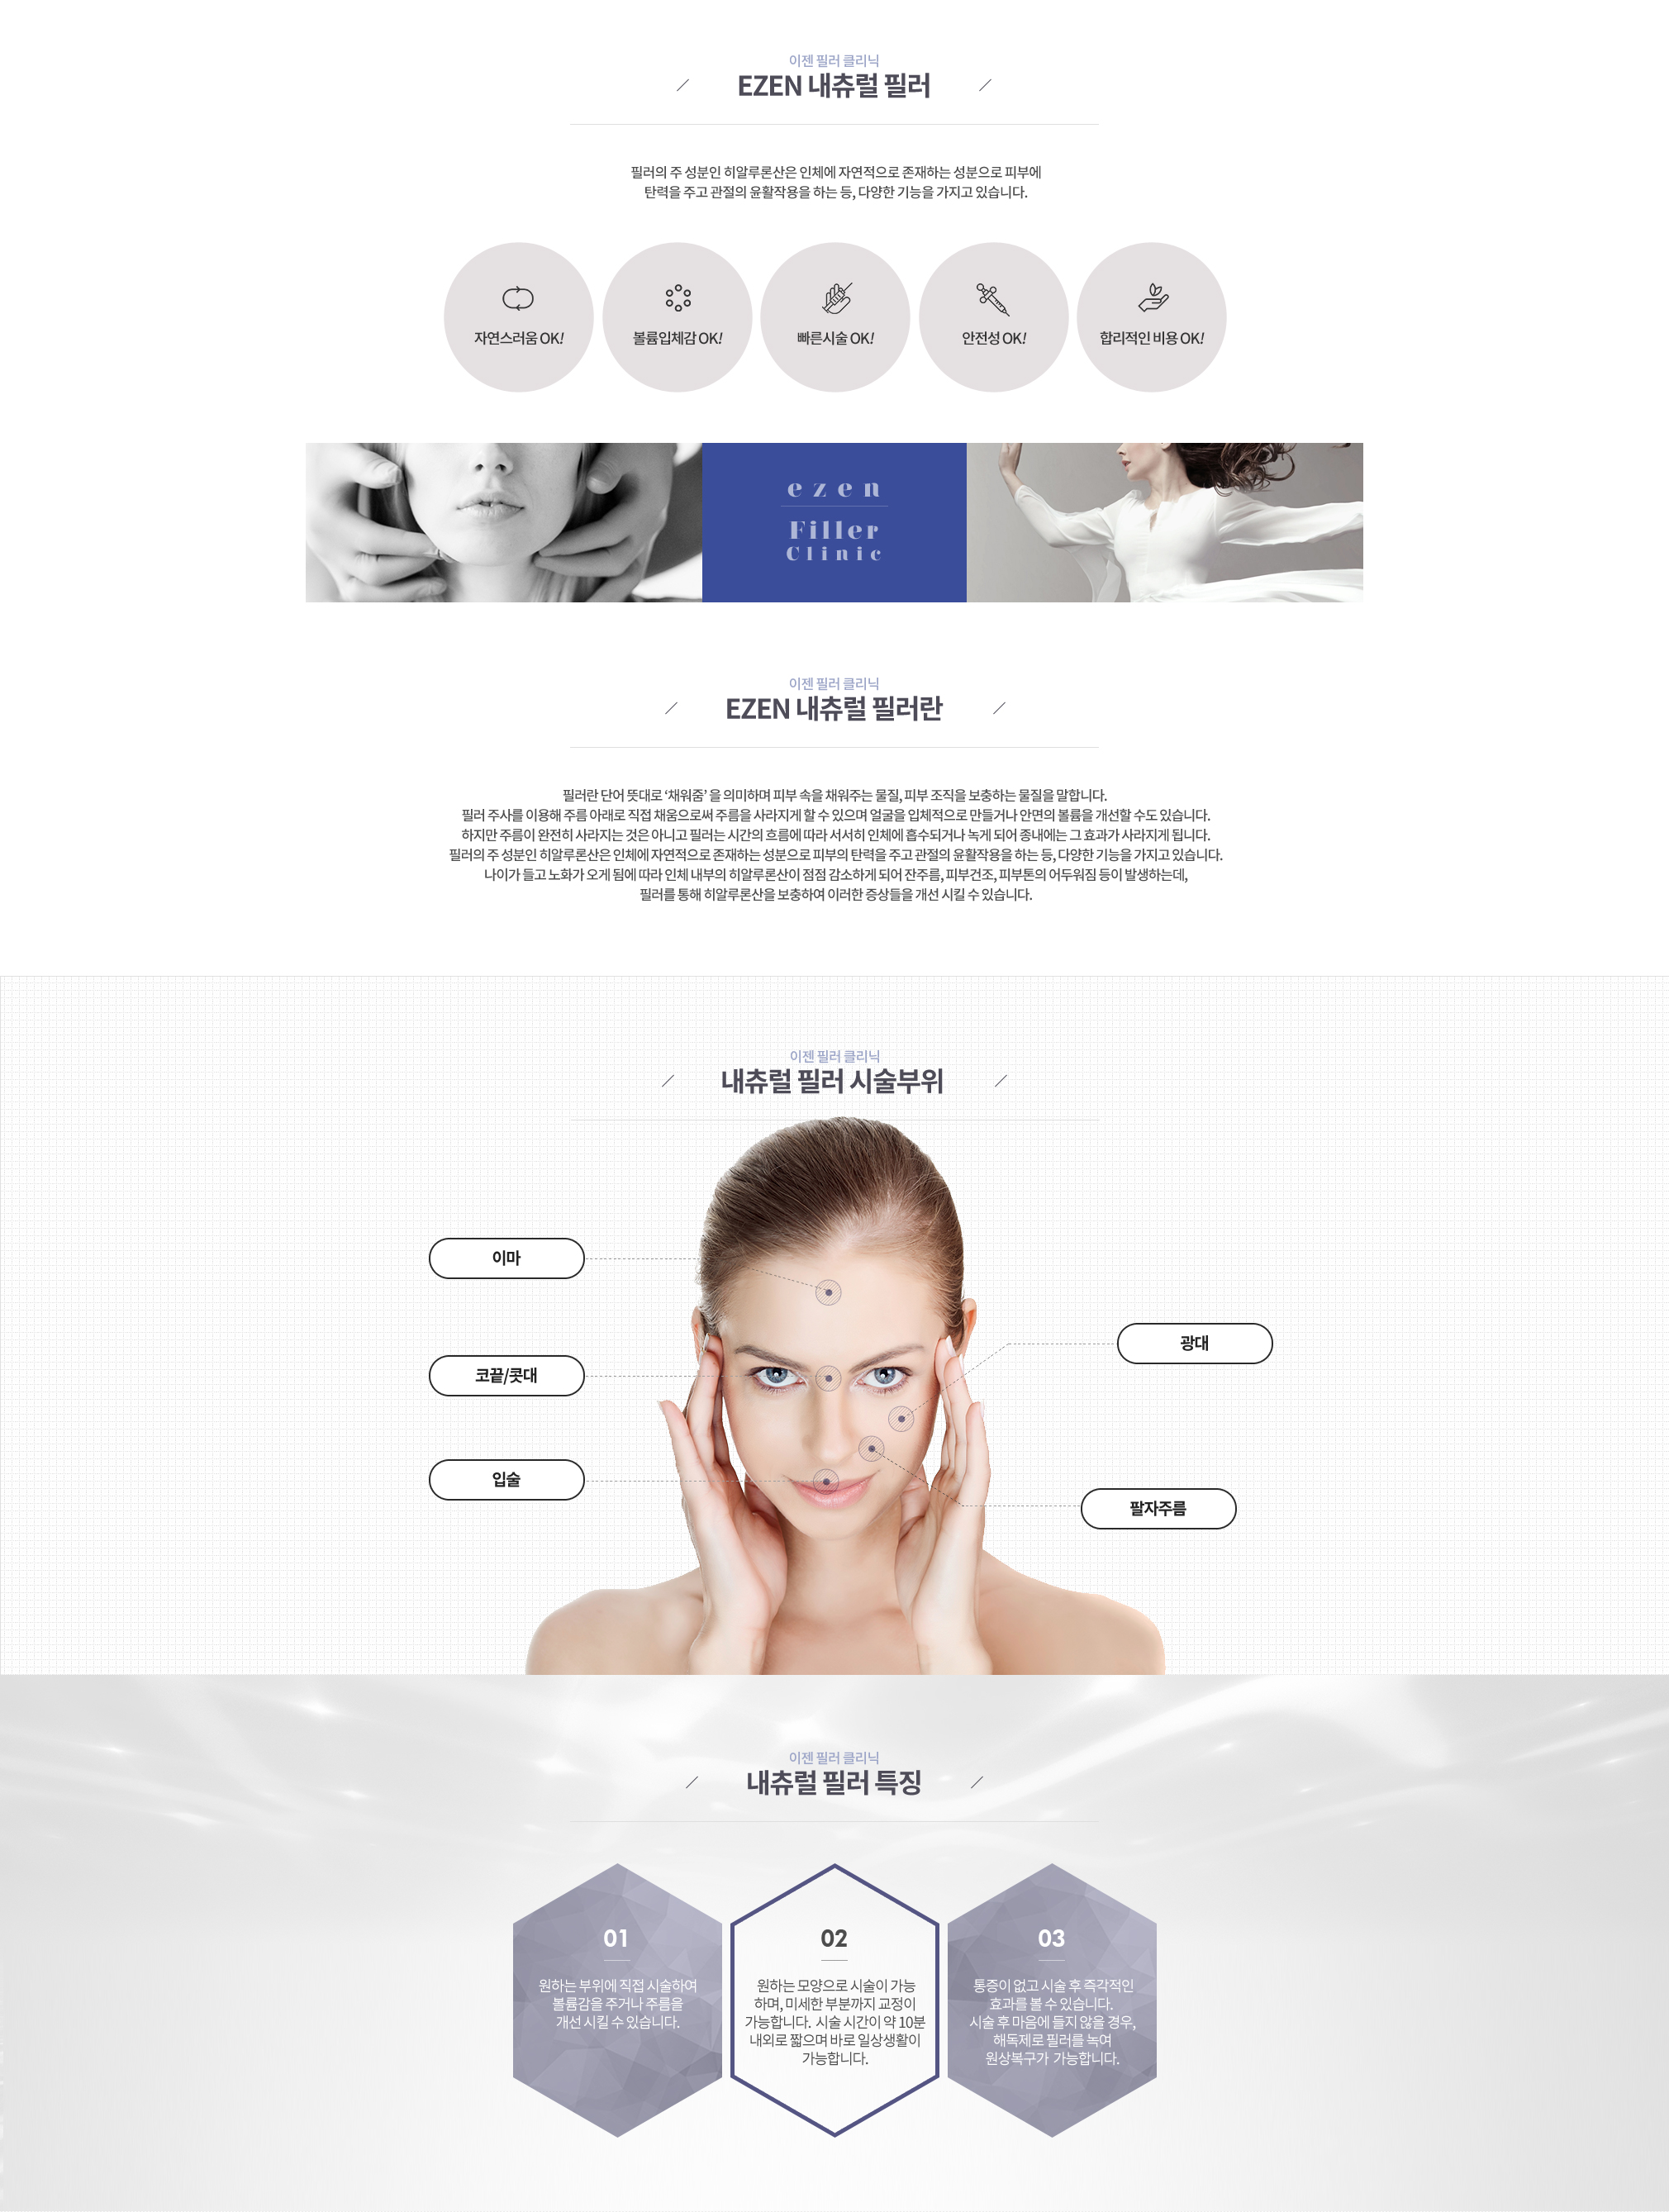 이젠 필러 클리닉
EZEN 내츄럴 필러
필러의 주 성분인 히알루론산은 인체에 자연적으로 존재하는 성분으로 피부에
탄력을 주고 관절의 윤활작용을 하는 등, 다양한 기능을 가지고 있습니다.
자연스러움 OK!
볼륨입체감 OK!
빠른시술 OK!
안전성 OK!
합리적인 비용 OK!
ezen
Filler
Clinic
이젠 필러 클리닉
EZEN 내츄럴 필러란
필러란 단어 뜻대로 ‘채워줌’ 을 의미하며 피부 속을 채워주는 물질, 피부 조직을 보충하는 물질을 말합니다.
필러 주사를 이용해 주름 아래로 직접 채움으로써 주름을 사라지게 할 수 있으며 얼굴을 입체적으로 만들거나 안면의 볼륨을 개선할 수도 있습니다.
하지만 주름이 완전히 사라지는 것은 아니고 필러는 시간의 흐름에 따라 서서히 인체에 흡수되거나 녹게 되어 종내에는 그 효과가 사라지게 됩니다.
필러의 주 성분인 히알루론산은 인체에 자연적으로 존재하는 성분으로 피부의 탄력을 주고 관절의 윤활작용을 하는 등, 다양한 기능을 가지고 있습니다.
나이가 들고 노화가 오게 됨에 따라 인체 내부의 히알루론산이 점점 감소하게 되어 잔주름, 피부건조, 피부톤의 어두워짐 등이 발생하는데,
필러를 통해 히알루론산을 보충하여 이러한 증상들을 개선 시킬 수 있습니다.
이젠 필러 클리닉
내츄럴 필러 시술부위
이마
광대
코끝/콧대
입술
팔자주름
이젠 필러 클리닉
내츄럴 필러 특징
01
원하는 부위에 직접 시술하여
볼륨감을 주거나 주름을
개선 시킬 수 있습니다.
02
원하는 모양으로 시술이 가능
하며, 미세한 부분까지 교정이
가능합니다. 시술 시간이 약 10분
내외로 짧으며 바로 일상생활이
가능합니다.
03
통증이 없고 시술 후 즉각적인
효과를 볼 수 있습니다.
시술 후 마음에 들지 않을 경우,
해독제로 필러를 녹여
원상복구가 가능합니다.